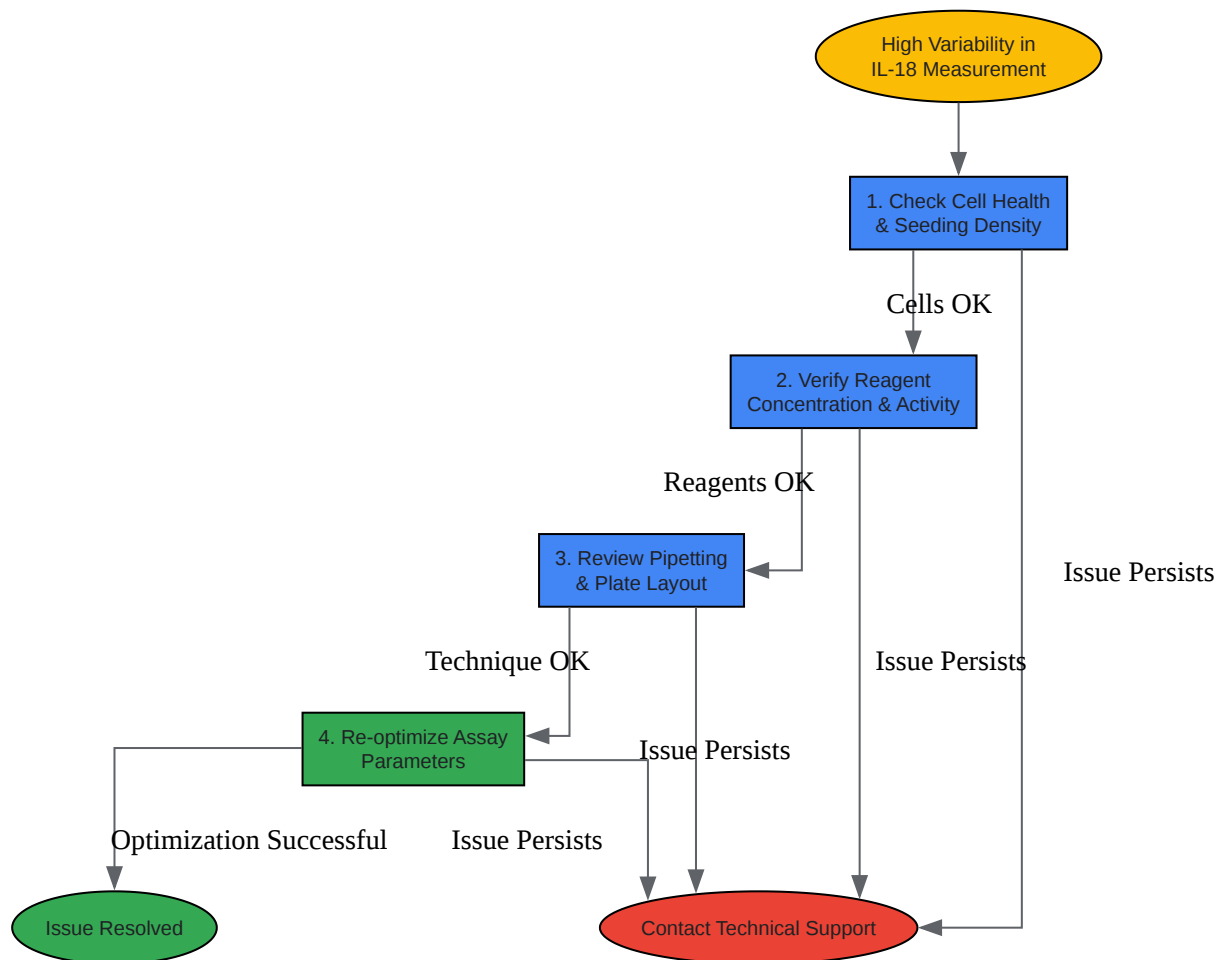 High Variability in
IL-18 Measurement
1. Check Cell Health
& Seeding Density
Cells OK
2. Verify Reagent
Concentration & Activity
Reagents OK
3. Review Pipetting
& Plate Layout
Issue Persists
Technique OK
Issue Persists
4. Re-optimize Assay
Parameters
Issue Persists
Optimization Successful
Issue Persists
Issue Resolved
Contact Technical Support